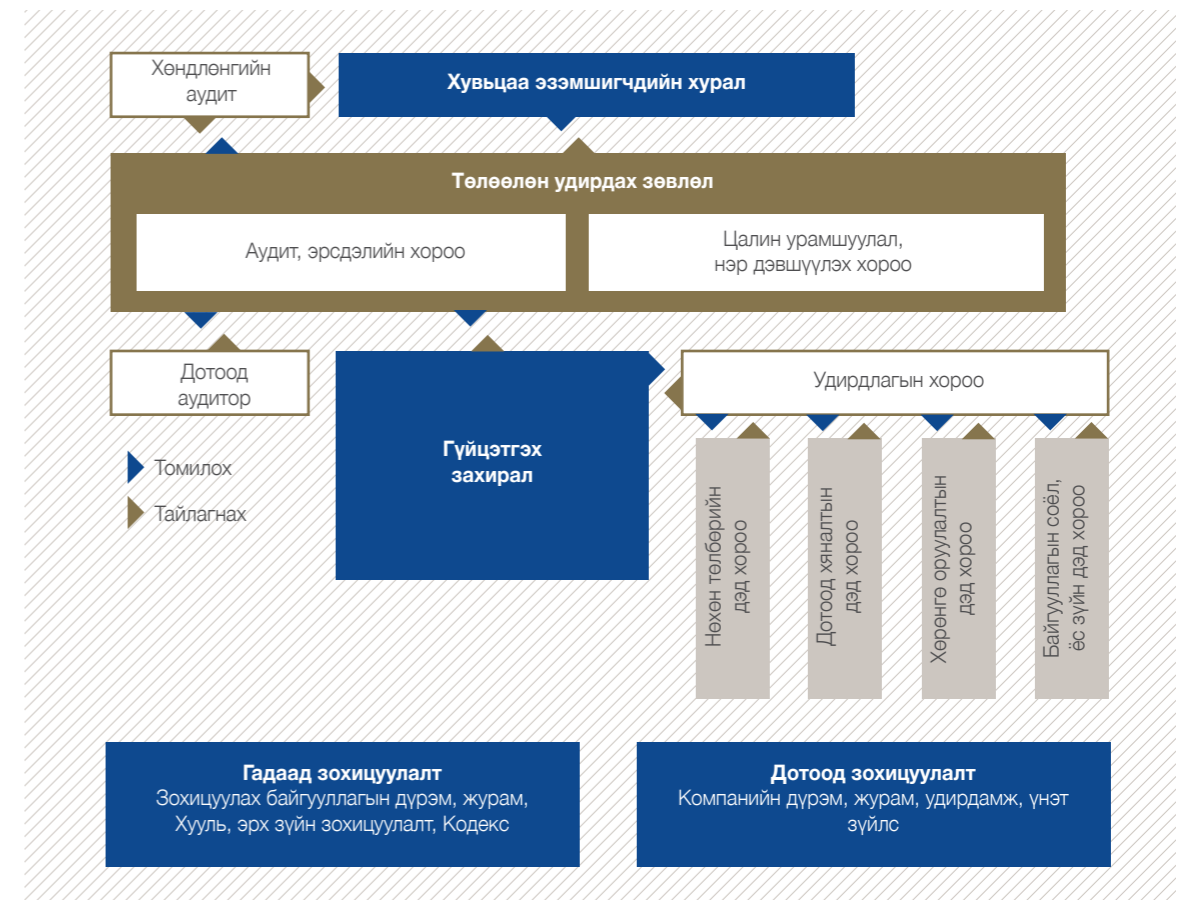 Хөндлөнгийн
аудит
Хувьцаа эзэмшигчдийн хурал
Төлөөлөн удирдах зөвлөл
Аудит, эрсдэлийн хороо
Цалин урамшуулал,
нэр дэвшүүлэх хороо
Дотоод
аудитор
Гүйцэтгэх
захирал
Удирдлагын хороо
Томилох
Тайлагнах
Нөхөн төлбөрийн
дэд хороо
Дотоод хяналтын
дэд хороо
Хөрөнгө оруулалтын
дэд хороо
Байгууллагын соёл,
ёс зүйн дэд хороо
Гадаад зохицуулалт
Зохицуулах байгууллагын дүрэм, журам,
Хууль, эрх зүйн зохицуулалт, Кодекс
Дотоод зохицуулалт
Компанийн дүрэм, журам, удирдамж, үнэт
зүйлс